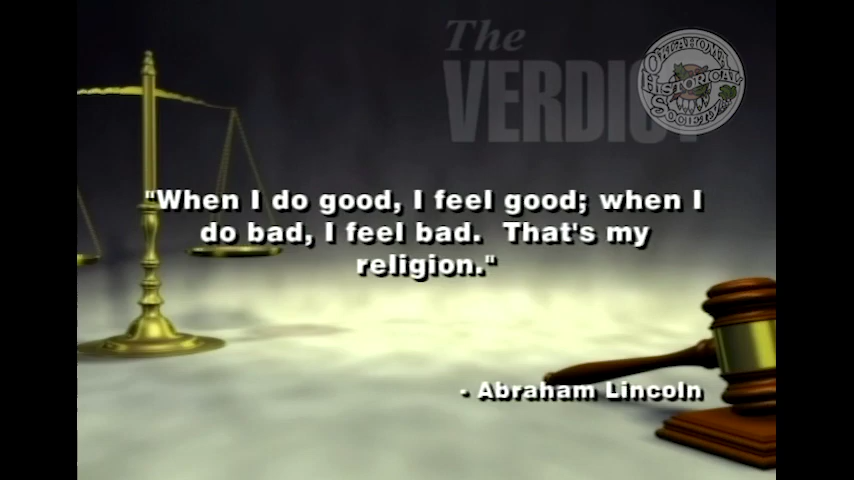 The
VERDICT
OKLAHOMA
HISTORICAL
SOCIETY
"When I do good, I feel good; when I
do bad, I feel bad.  That's my
religion."
- Abraham Lincoln